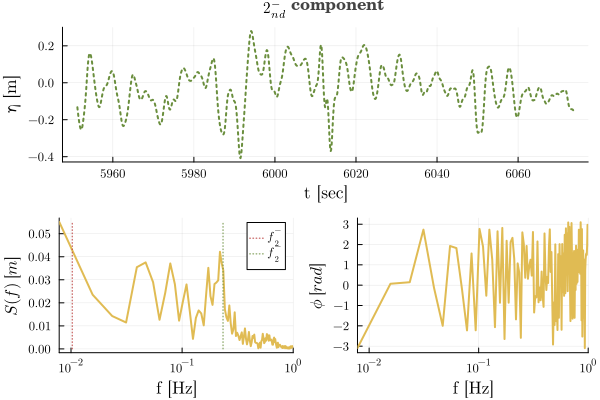 2⁻ₙd component
0.2
0.0
−0.2
−0.4
η [m]
5960 5980 6000 6020 6040 6060
t [sec]
0.05
0.04
0.03
0.02
0.01
0.00
S(f) [m]
f₂⁻
f₂⁻
10⁻² 10⁻¹ 10⁰
f [Hz]
3
2
1
0
−1
−2
−3
ϕ [rad]
10⁻² 10⁻¹ 10⁰
f [Hz]